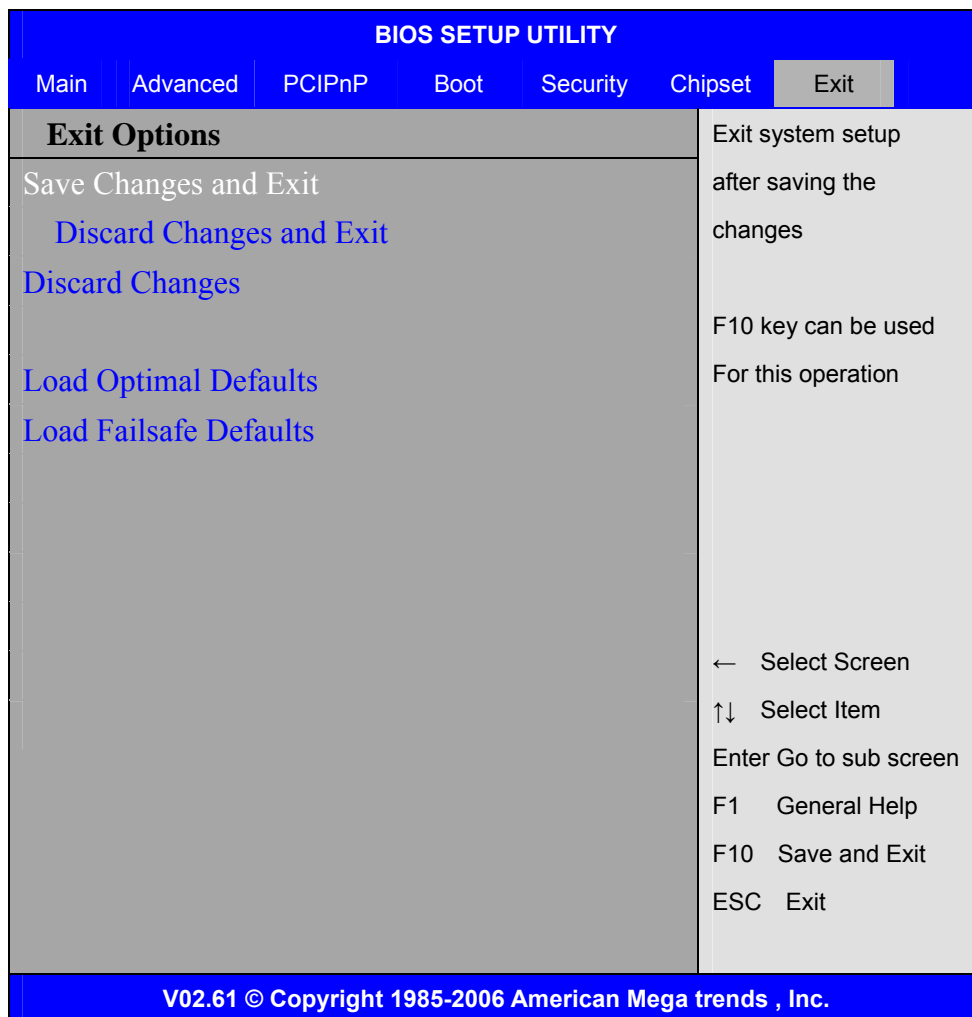 BIOS SETUP UTILITY
Main Advanced PCIPnP Boot Security Chipset Exit
Exit Options
Save Changes and Exit
Discard Changes and Exit
Discard Changes
Load Optimal Defaults
Load Failsafe Defaults
Exit system setup
after saving the
changes
F10 key can be used
For this operation
← Select Screen
↑↓ Select Item
Enter Go to sub screen
F1 General Help
F10 Save and Exit
ESC Exit
V02.61 © Copyright 1985-2006 American Mega trends , Inc.